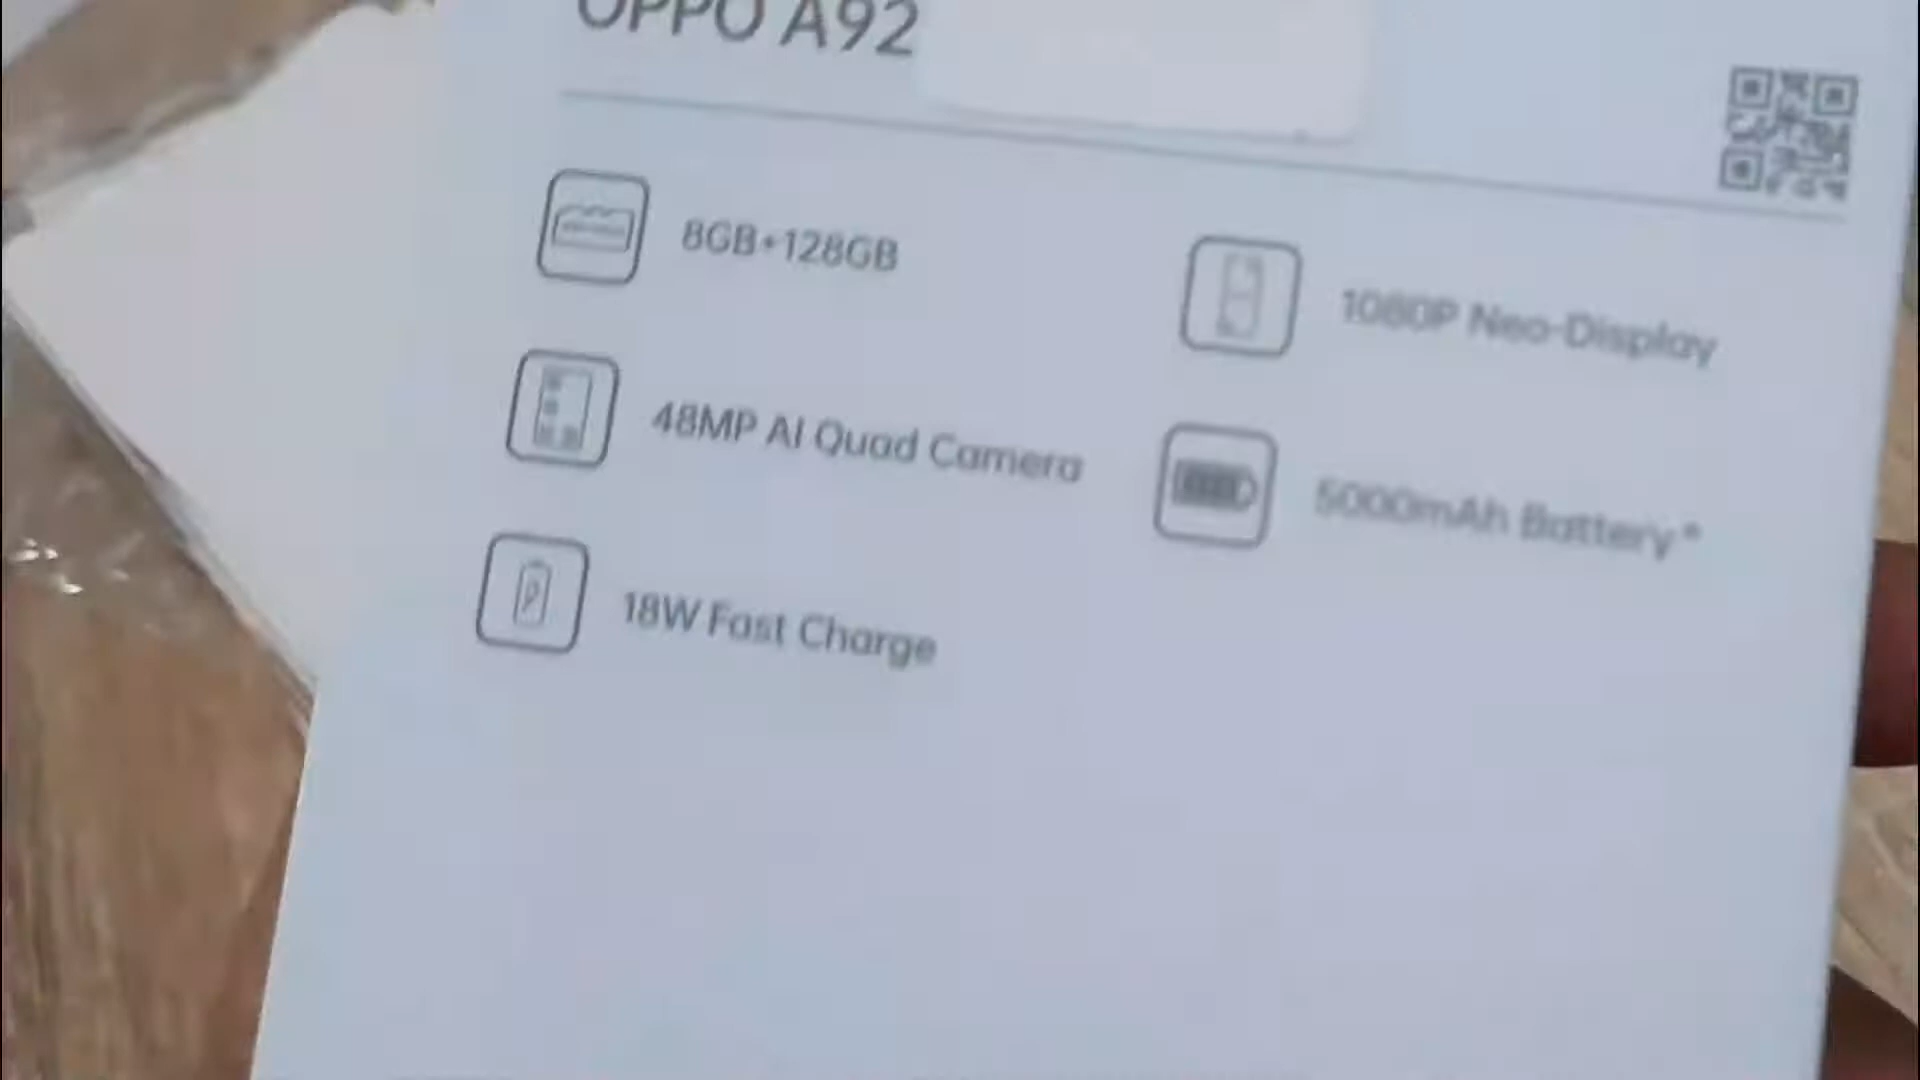 OPPO A92
8GB+128GB
1080P Neo-Display
48MP AI Quad Camera
5000mAh Battery*
18W Fast Charge